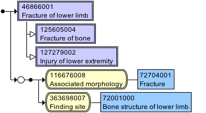 46866001
Fracture of lower limb
125605004
Fracture of bone
127279002
Injury of lower extremity
116676008
Associated morphology
72704001
Fracture
363698007
Finding site
72001000
Bone structure of lower limb